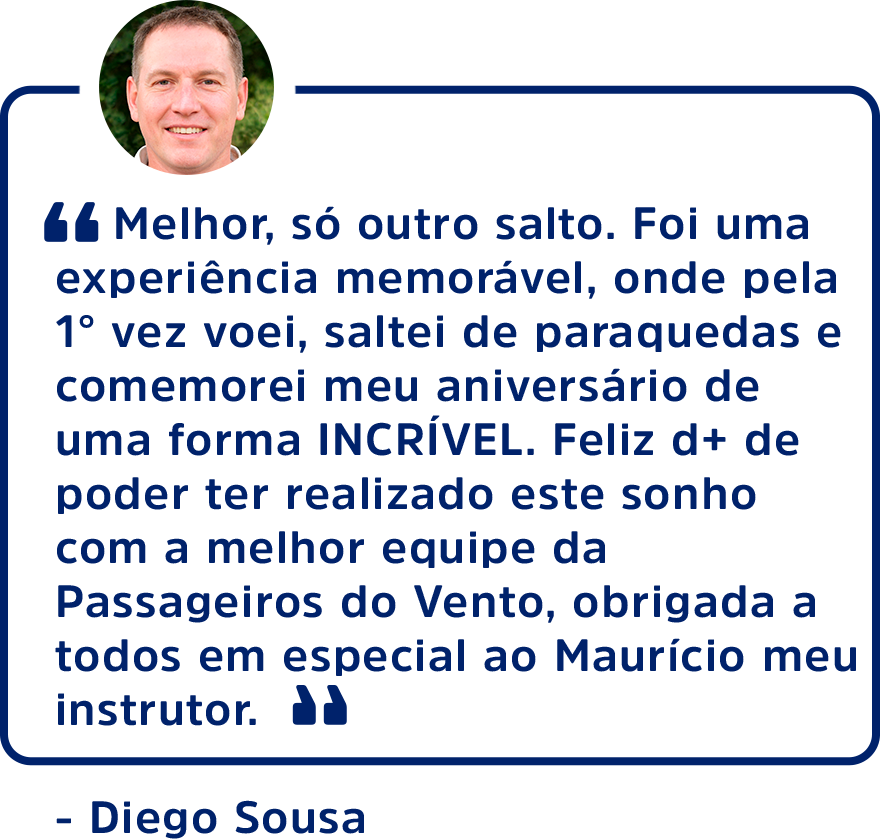 “ Melhor, só outro salto. Foi uma
experiência memorável, onde pela
1° vez voei, saltei de paraquedas e
comemorei meu aniversário de
uma forma INCRÍVEL. Feliz d+ de
poder ter realizado este sonho
com a melhor equipe da
Passageiros do Vento, obrigada a
todos em especial ao Maurício meu
instrutor. ”
- Diego Sousa